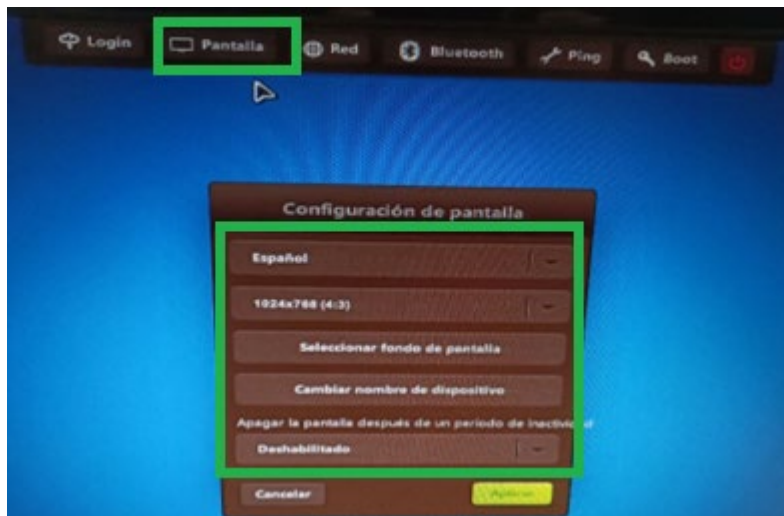 Login Pantalla Red Bluetooth Ping Boot
Configuración de pantalla
Español
1024x768 (4:3)
Seleccionar fondo de pantalla
Cambiar nombre de dispositivo
Apagar la pantalla después de un período de inactividad
Deshabilitado
Cancelar Aplicar